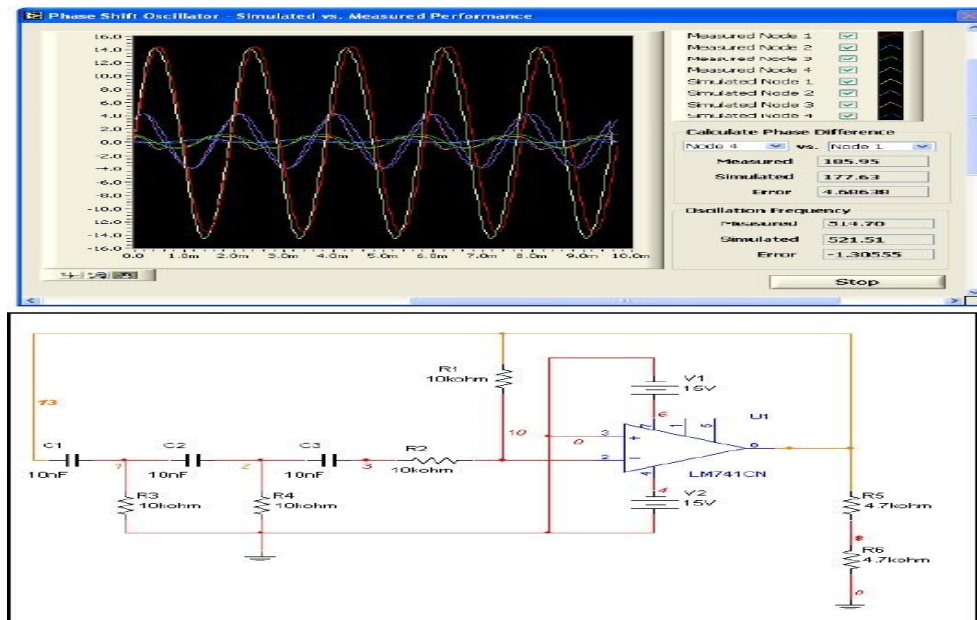 Phase Shift Oscillator - Simulated vs. Measured Performance
16.0
14.0
12.0
10.0
8.0
6.0
4.0
2.0
0.0
-2.0
-4.0
-6.0
-8.0
-10.0
-12.0
-14.0
-16.0
0.0 1.0m 2.0m 3.0m 4.0m 5.0m 6.0m 7.0m 8.0m 9.0m 10.0m
Measured Node 1
Measured Node 2
Measured Node 3
Measured Node 4
Simulated Node 1
Simulated Node 2
Simulated Node 3
Simulated Node 4
Calculate Phase Difference
Node 4 vs. Node 1
Measured 185.95
Simulated 177.63
Error 4.68638
Oscillation Frequency
Measured 514.70
Simulated 521.51
Error -1.30555
Stop
R1
10kohm
V1
15V
13
10
6
U1
7 1 5
C1 C2 C3 R2
3
0
+
6
1 2 3
2
-
10nF 10nF 10nF 10kohm
LM741CN
4
4
R3
10kohm
R4
10kohm
V2
15V
R5
4.7kohm
R6
4.7kohm
0